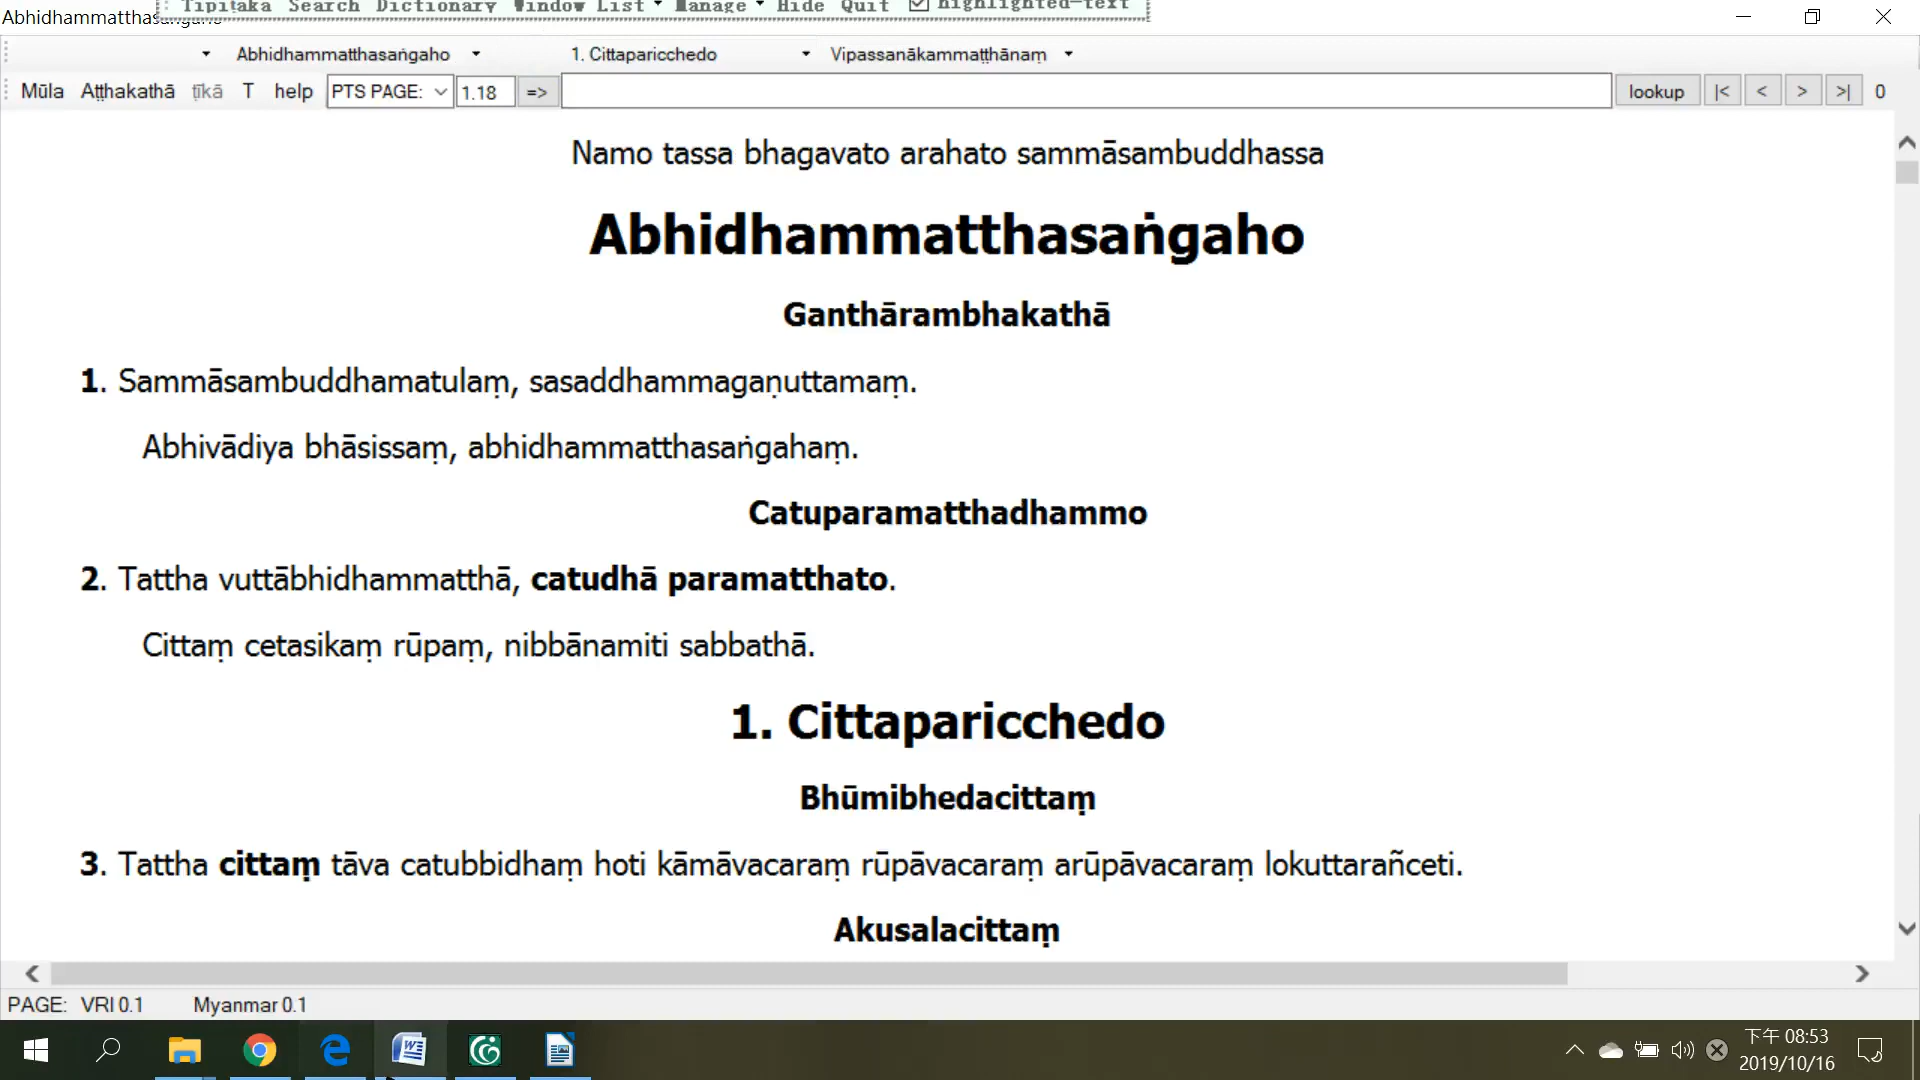 Tipiṭaka Search Dictionary Window List Manage Hide Quit highlighted-text
Abhidhammatthasaṅgaho
Abhidhammatthasaṅgaho 1. Cittaparicchedo Vipassanākammaṭṭhānaṃ
Mūla Aṭṭhakathā ṭīkā T help PTS PAGE: 1.18 => lookup |< < > >| 0
Namo tassa bhagavato arahato sammāsambuddhassa
Abhidhammatthasaṅgaho
Ganthārambhakathā
1. Sammāsambuddhamatulaṃ, sasaddhammagaṇuttamaṃ.
Abhivādiya bhāsissaṃ, abhidhammatthasaṅgahaṃ.
Catuparamatthadhammo
2. Tattha vuttābhidhammatthā, catudhā paramatthato.
Cittaṃ cetasikaṃ rūpaṃ, nibbānamiti sabbathā.
1. Cittaparicchedo
Bhūmibhedacittaṃ
3. Tattha cittaṃ tāva catubbidhaṃ hoti kāmāvacaraṃ rūpāvacaraṃ arūpāvacaraṃ lokuttarañceti.
Akusalacittaṃ
PAGE: VRI 0.1 Myanmar 0.1
下午 08:53
2019/10/16